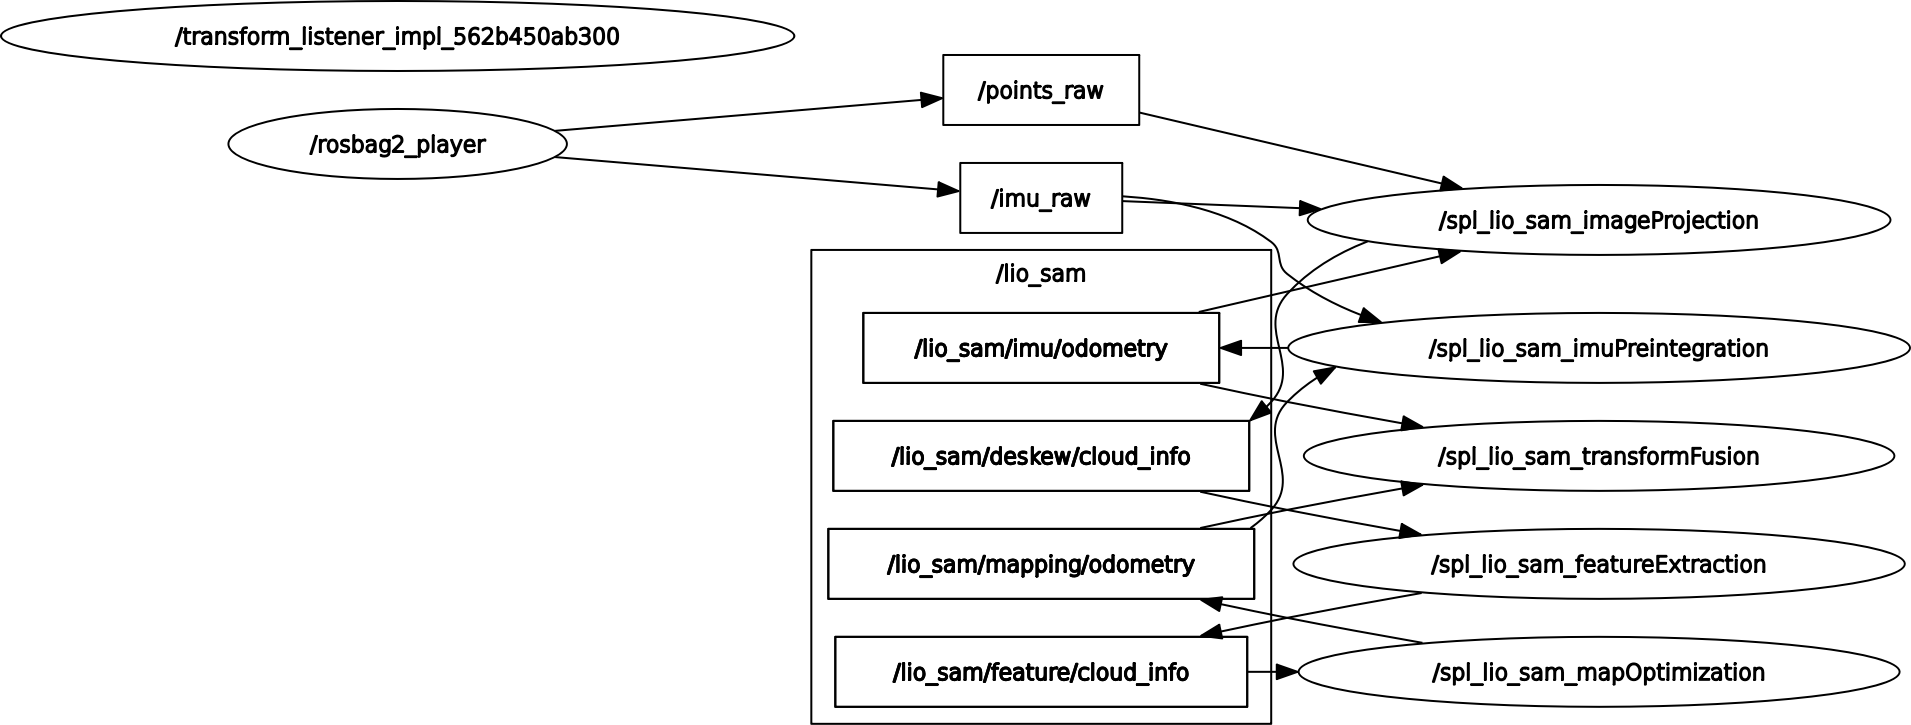 /transform_listener_impl_562b450ab300
/rosbag2_player
/points_raw
/imu_raw
/lio_sam
/lio_sam/imu/odometry
/lio_sam/deskew/cloud_info
/lio_sam/mapping/odometry
/lio_sam/feature/cloud_info
/spl_lio_sam_imageProjection
/spl_lio_sam_imuPreintegration
/spl_lio_sam_transformFusion
/spl_lio_sam_featureExtraction
/spl_lio_sam_mapOptimization